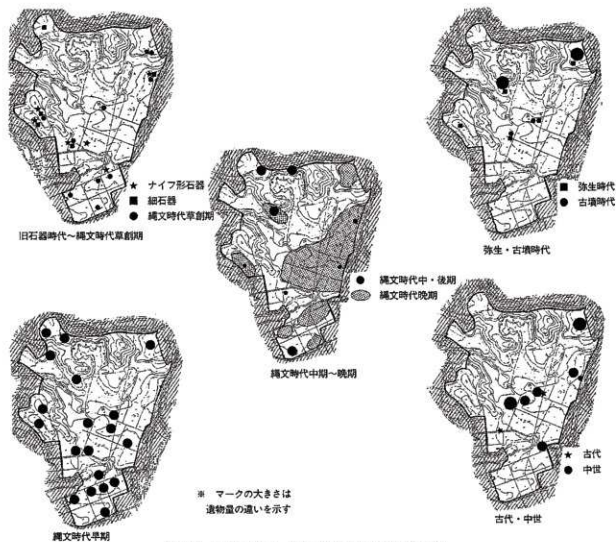 ★ ナイフ形石器
■ 細石器
● 縄文時代草創期
旧石器時代〜縄文時代草創期
■ 弥生時代
● 古墳時代
弥生・古墳時代
● 縄文時代中・後期
縄文時代晩期
縄文時代中期〜晩期
縄文時代早期
※ マークの大きさは
遺物量の違いを示す
★ 古代
● 中世
古代・中世